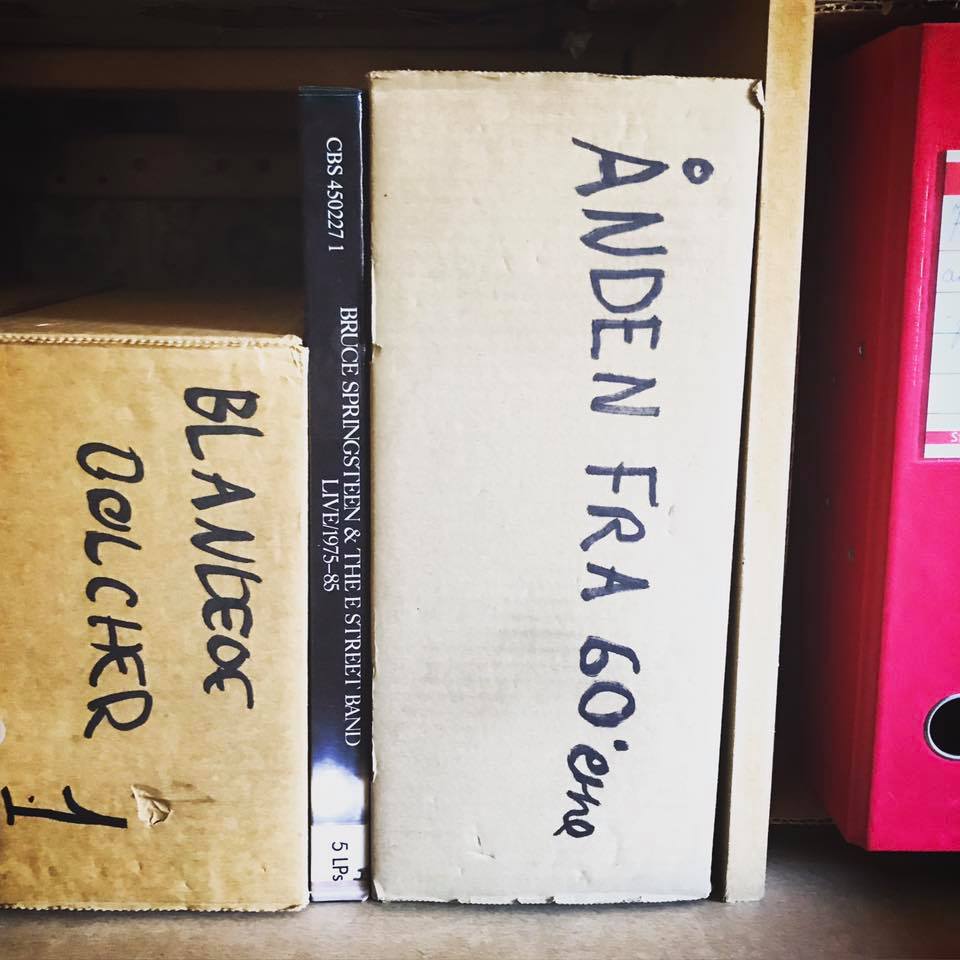 BLANDEDE
DØLCHER 1
CBS 450227 1
BRUCE SPRINGSTEEN & THE E STREET BAND
LIVE/1975–85
5 LPs
ÅNDEN FRA 60'erne